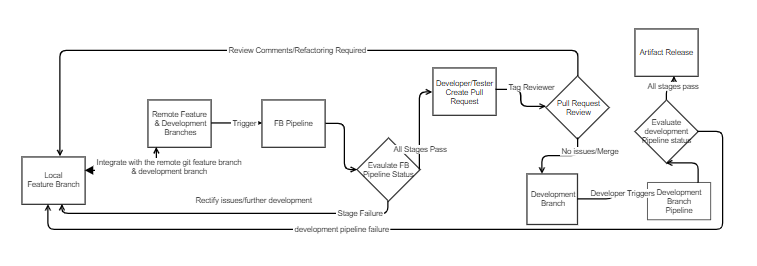 Review Comments/Refactoring Required
Artifact Release
Developer/Tester
Create Pull
Request
Tag Reviewer
All stages pass
Pull Request
Review
Remote Feature
& Development
Branches
Trigger
FB Pipeline
Evaluate
development
Pipeline status
All Stages Pass
No issues/Merge
Integrate with the remote git feature branch
& development branch
Local
Feature Branch
Evaulate FB
Pipeline Status
Development
Branch
Developer Triggers
Development
Branch
Pipeline
Rectify issues/further development
Stage Failure
development pipeline failure